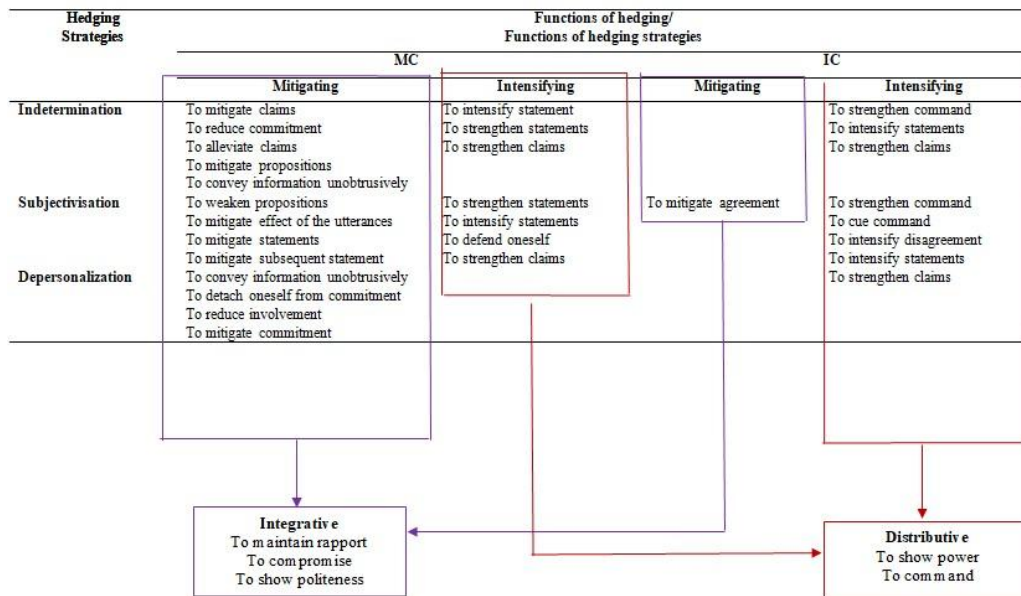 Hedging Strategies
Functions of hedging/
Functions of hedging strategies
MC IC
Mitigating Intensifying Mitigating Intensifying
Indetermination To mitigate claims To intensify statement To strengthen command
To reduce commitment To strengthen statements To intensify statements
To alleviate claims To strengthen claims To strengthen claims
To mitigate propositions
To convey information unobtrusively
Subjectivisation To weaken propositions To strengthen statements To mitigate agreement To strengthen command
To mitigate effect of the utterances To intensify statements To cue command
To mitigate statements To defend oneself To intensify disagreement
To mitigate subsequent statement To strengthen claims To intensify statements
Depersonalization To convey information unobtrusively To strengthen claims
To detach oneself from commitment
To reduce involvement
To mitigate commitment
Integrative
To maintain rapport
To compromise
To show politeness
Distributive
To show power
To command